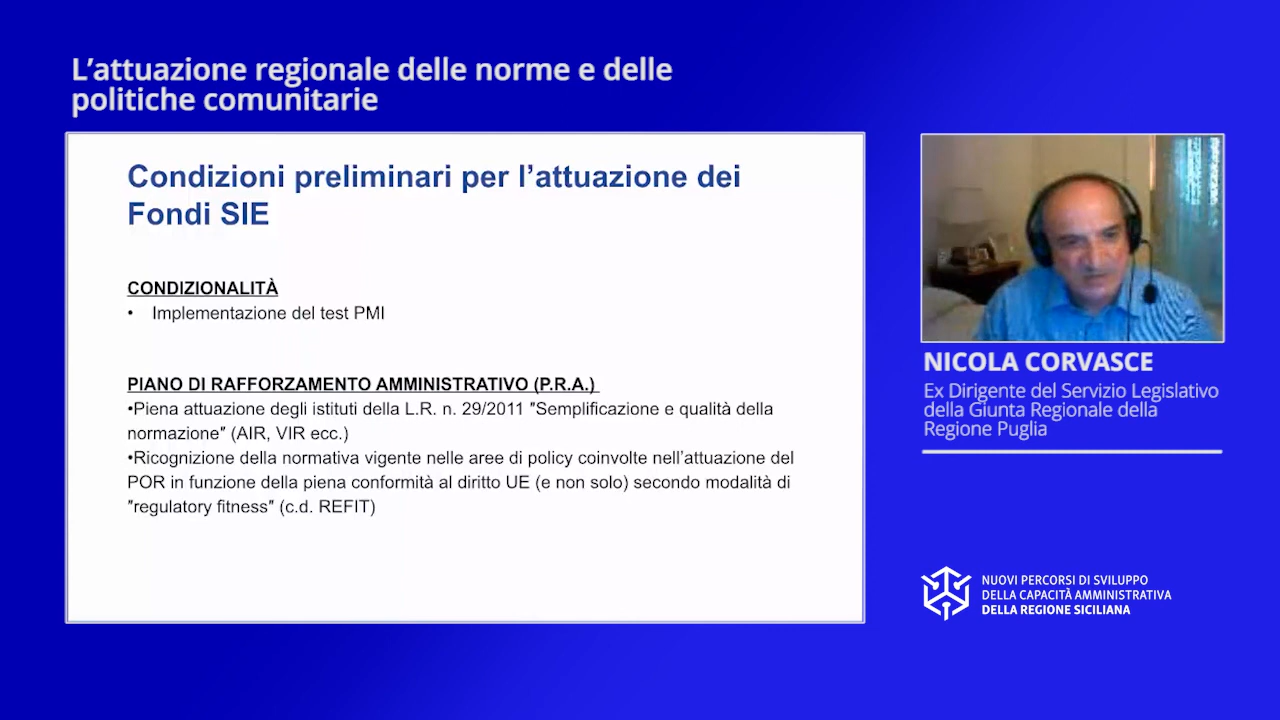 L’attuazione regionale delle norme e delle
politiche comunitarie
Condizioni preliminari per l’attuazione dei
Fondi SIE
CONDIZIONALITÀ
• Implementazione del test PMI
PIANO DI RAFFORZAMENTO AMMINISTRATIVO (P.R.A.)
•Piena attuazione degli istituti della L.R. n. 29/2011 "Semplificazione e qualità della
normazione" (AIR, VIR ecc.)
•Ricognizione della normativa vigente nelle aree di policy coinvolte nell’attuazione del
POR in funzione della piena conformità al diritto UE (e non solo) secondo modalità di
"regulatory fitness" (c.d. REFIT)
NICOLA CORVASCE
Ex Dirigente del Servizio Legislativo
della Giunta Regionale della
Regione Puglia
NUOVI PERCORSI DI SVILUPPO
DELLA CAPACITÀ AMMINISTRATIVA
DELLA REGIONE SICILIANA